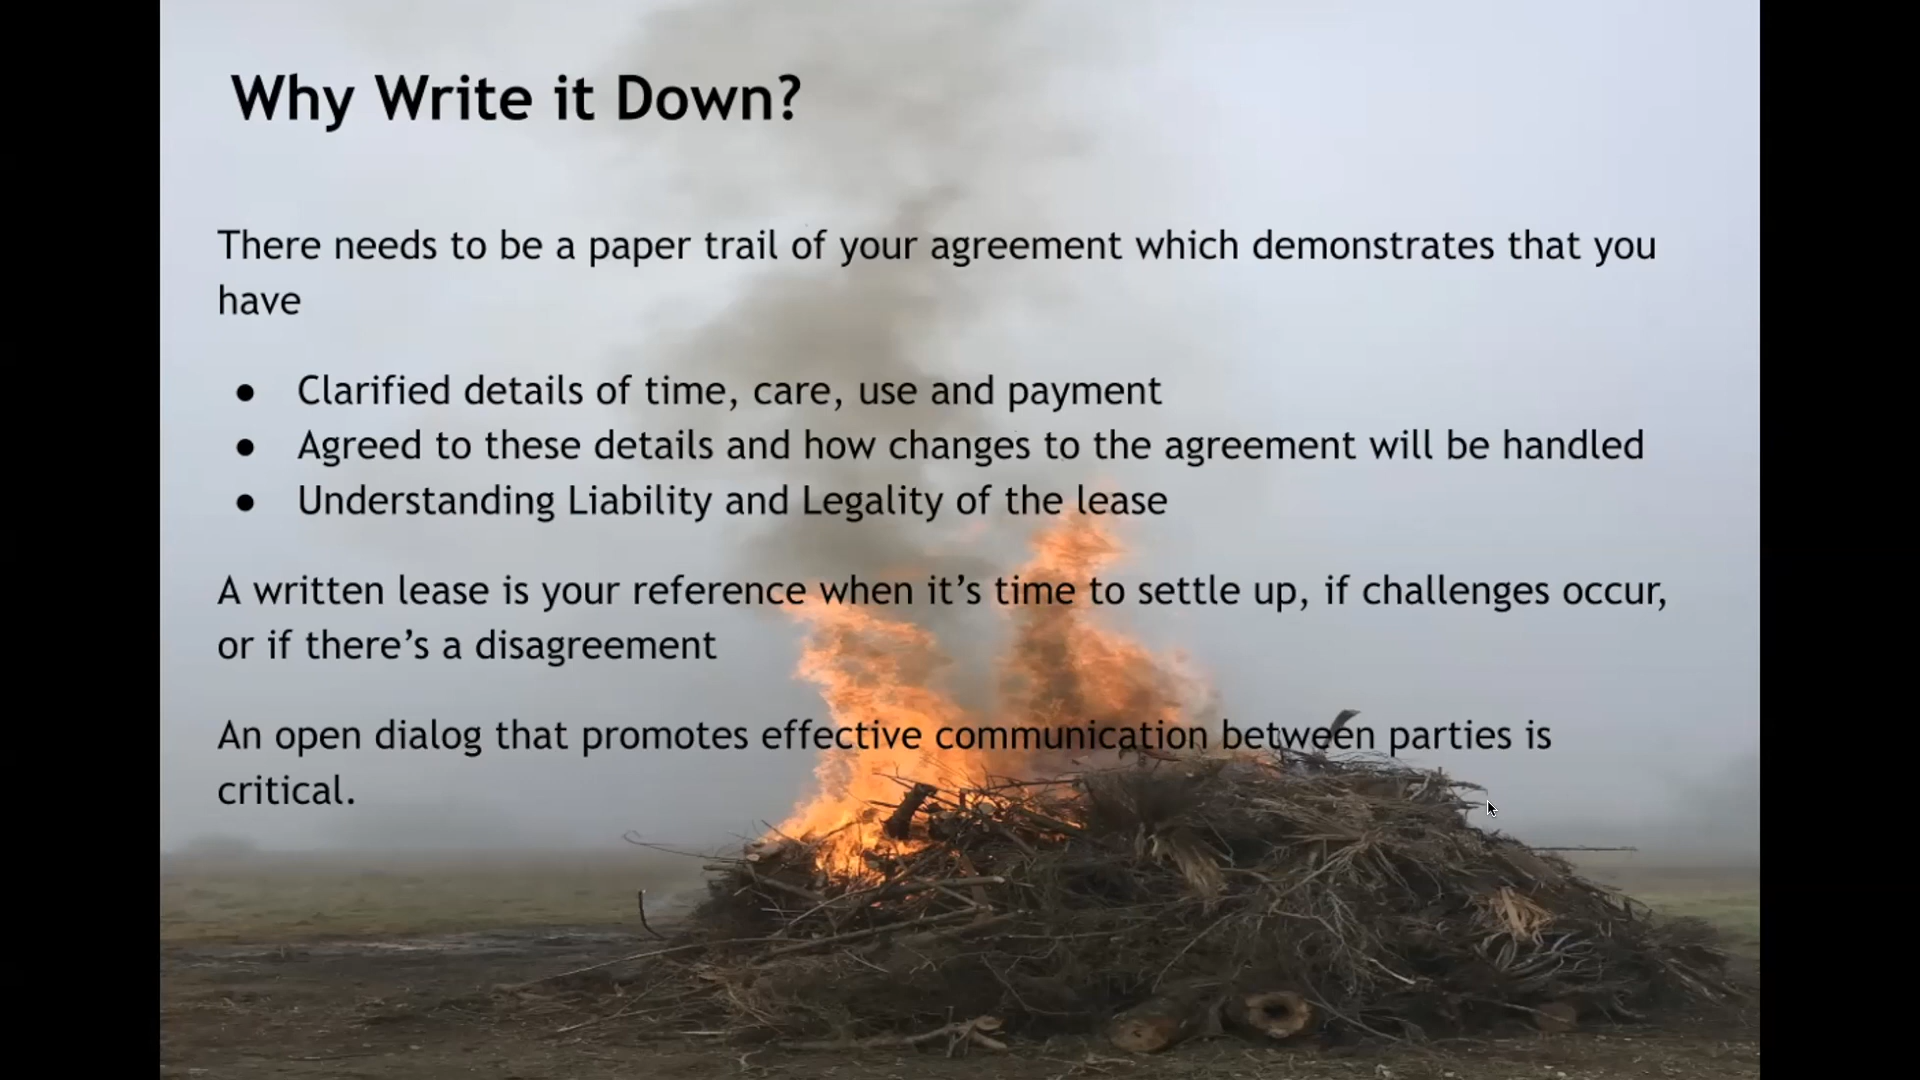 Why Write it Down?
There needs to be a paper trail of your agreement which demonstrates that you
have
● Clarified details of time, care, use and payment
● Agreed to these details and how changes to the agreement will be handled
● Understanding Liability and Legality of the lease
A written lease is your reference when it’s time to settle up, if challenges occur,
or if there’s a disagreement
An open dialog that promotes effective communication between parties is
critical.